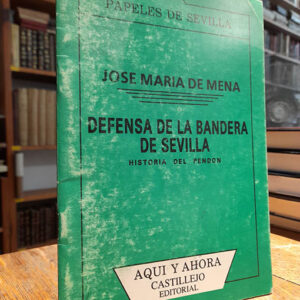 PAPELES DE SEVILLA
JOSE MARIA DE MENA
DEFENSA DE LA BANDERA
DE SEVILLA
HISTORIA DEL PENDON
AQUI Y AHORA
CASTILLEJO
EDITORIAL